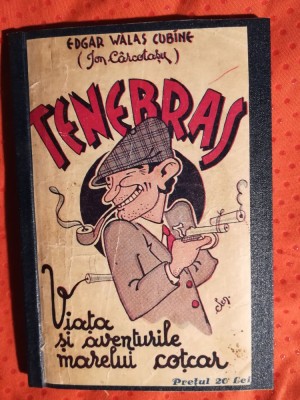 EDGAR WALAS CUBINE
(Ion Cârcotașu)
TENEBRAS
Viața
și aventurile
marelui coțcar
Prețul 20 Lei